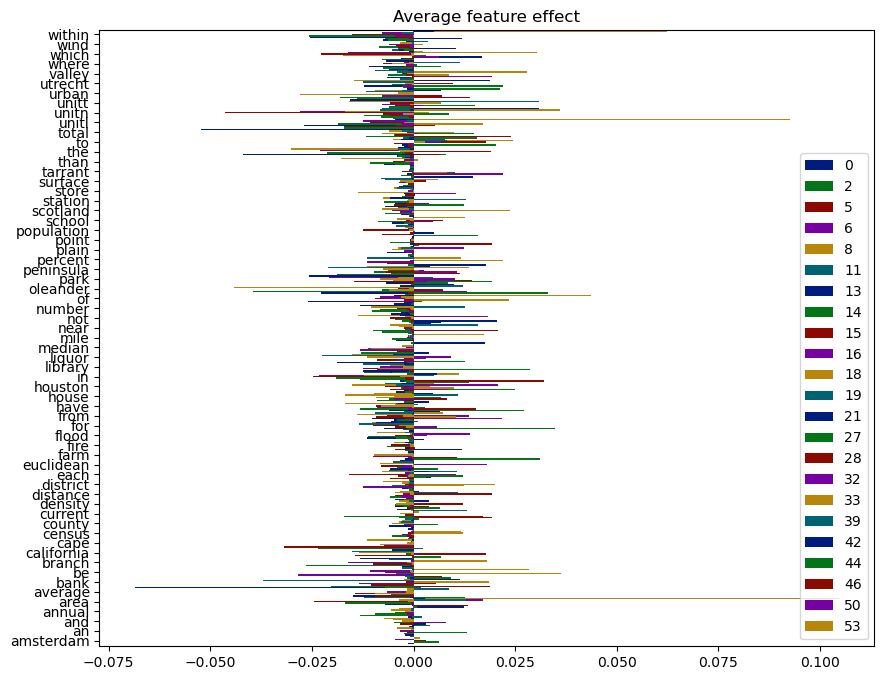 Average feature effect
within
wind
which
where
valley
utrecht
urban
unitt
unitn
unitl
total
to
the
than
tarrant
surface
store
station
scotland
school
population
point
plain
percent
peninsula
park
oleander
of
number
not
near
mile
median
liquor
library
in
houston
house
have
from
for
flood
fire
farm
euclidean
each
district
distance
density
current
county
census
cape
california
branch
be
bank
average
area
annual
and
an
amsterdam
0
2
5
6
8
11
13
14
15
16
18
19
21
27
28
32
33
39
42
44
46
50
53
−0.075
−0.050
−0.025
0.000
0.025
0.050
0.075
0.100